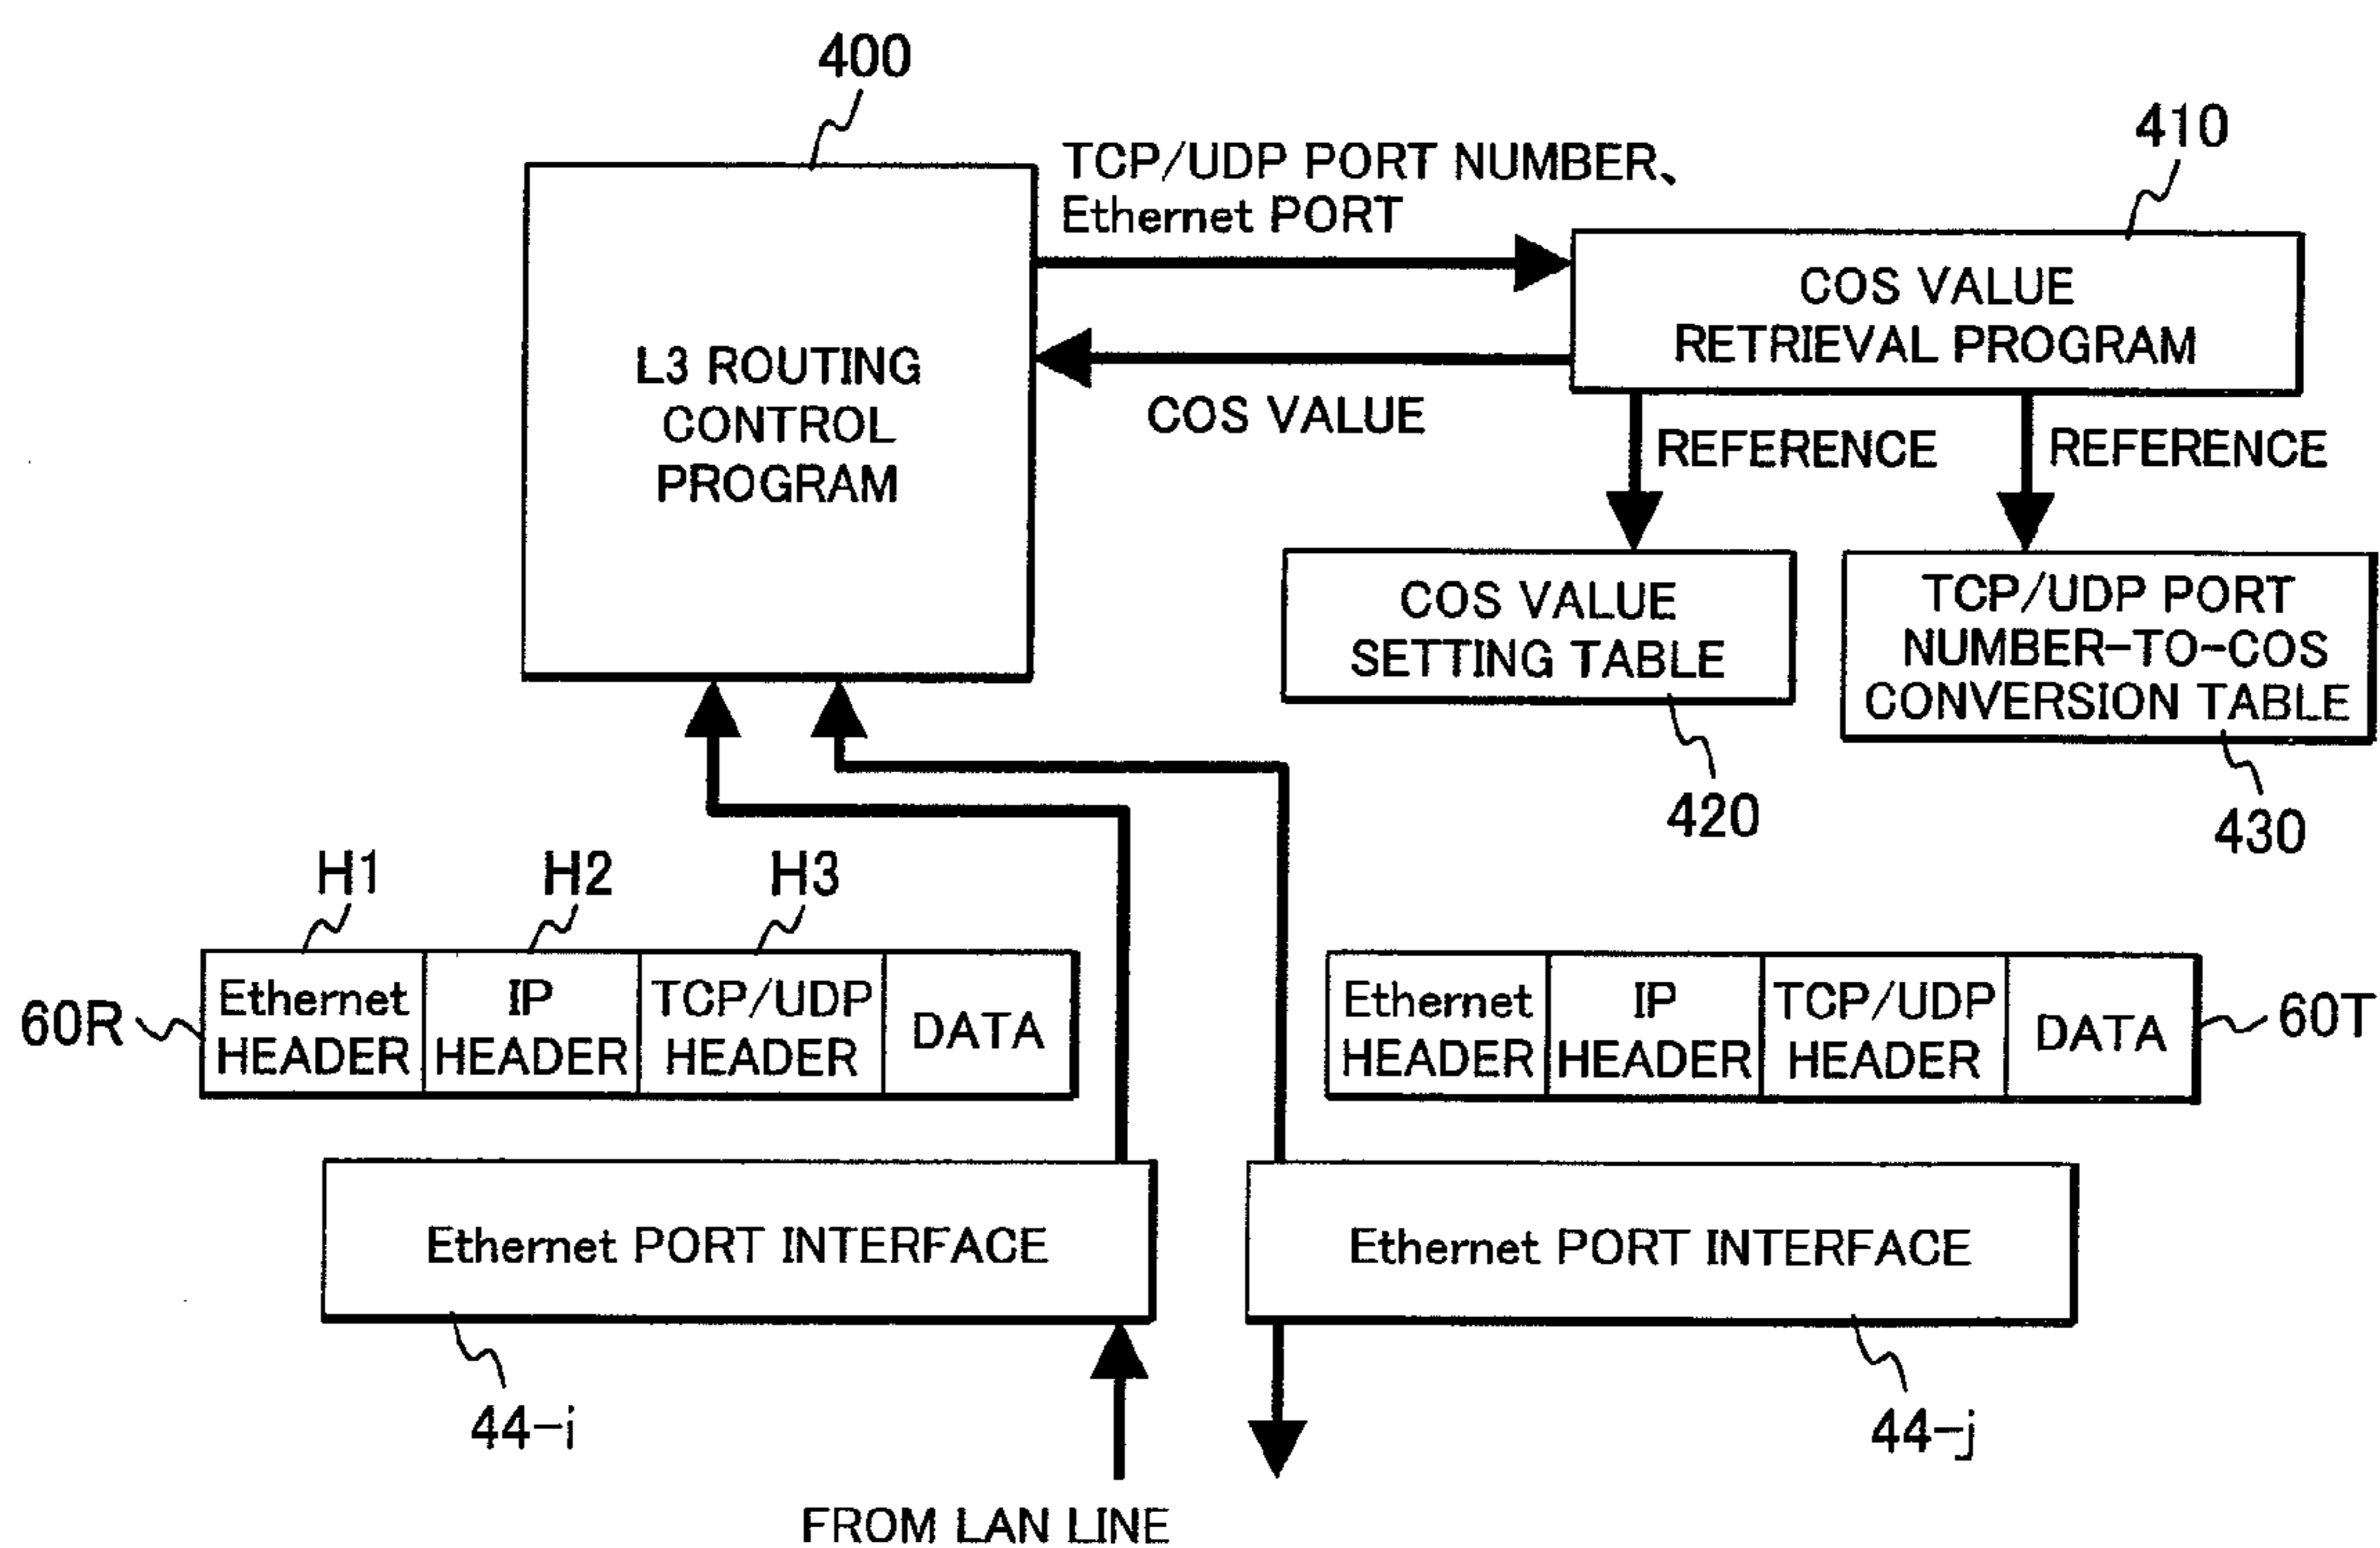 400
410
TCP/UDP PORT NUMBER、
Ethernet PORT
COS VALUE
RETRIEVAL PROGRAM
L3 ROUTING
CONTROL
PROGRAM
COS VALUE
REFERENCE
REFERENCE
COS VALUE
SETTING TABLE
TCP/UDP PORT
NUMBER-TO-COS
CONVERSION TABLE
420
430
H1
H2
H3
60R
Ethernet
HEADER
IP
HEADER
TCP/UDP
HEADER
DATA
Ethernet
HEADER
IP
HEADER
TCP/UDP
HEADER
DATA
60T
Ethernet PORT INTERFACE
Ethernet PORT INTERFACE
44-i
44-j
FROM LAN LINE